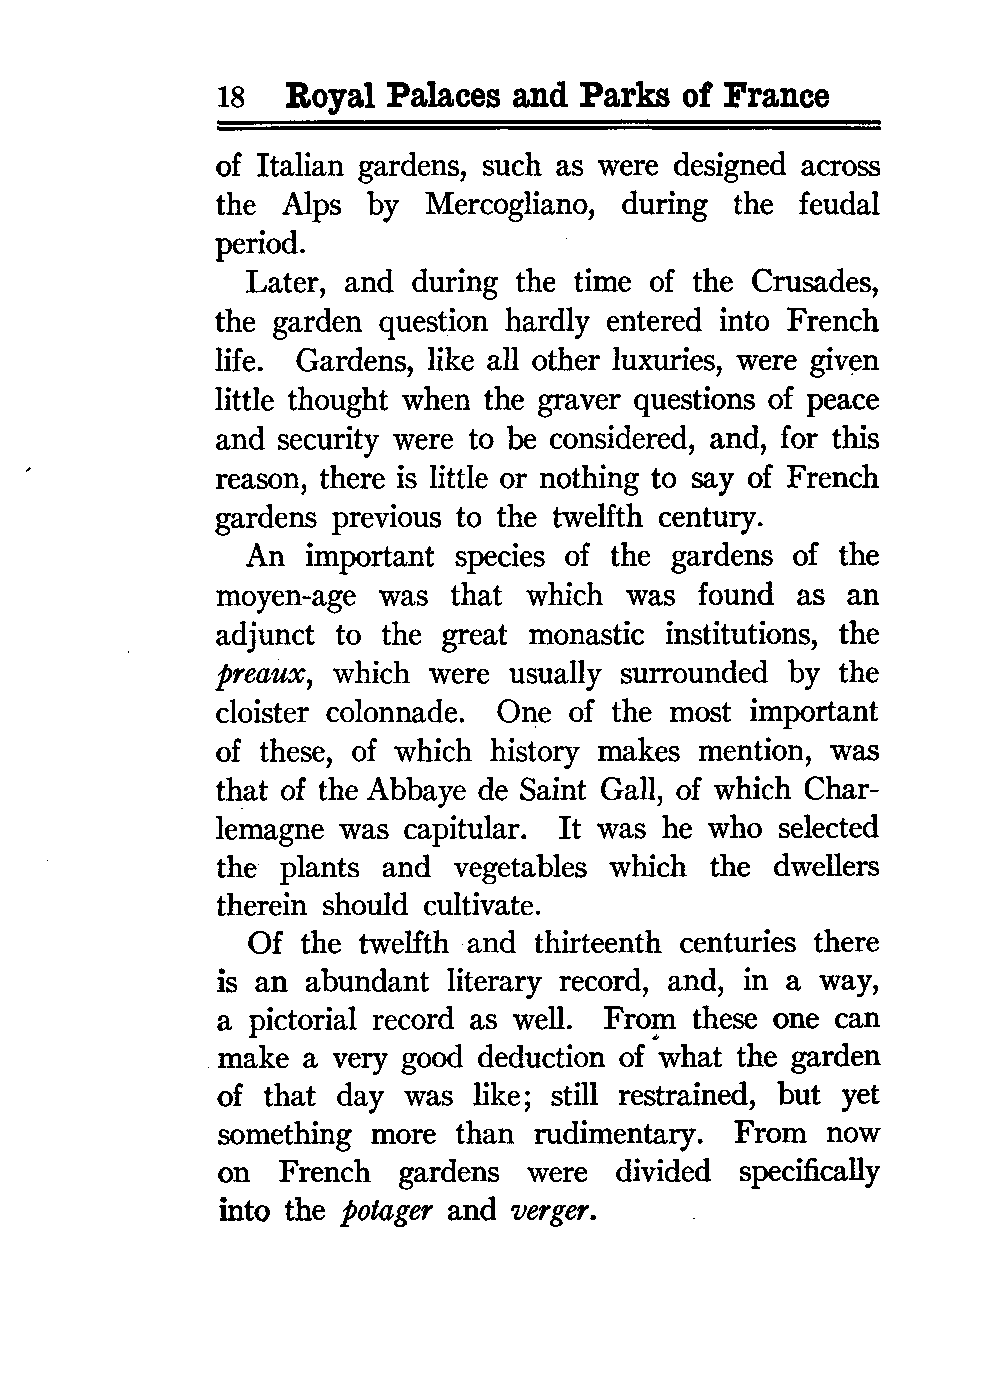 18 Royal Palaces and Parks of France
of Italian gardens, such as were designed across
the Alps by Mercogliano, during the feudal
period.
Later, and during the time of the Crusades,
the garden question hardly entered into French
life. Gardens, like all other luxuries, were given
little thought when the graver questions of peace
and security were to be considered, and, for this
reason, there is little or nothing to say of French
gardens previous to the twelfth century.
An important species of the gardens of the
moyen-age was that which was found as an
adjunct to the great monastic institutions, the
preaux, which were usually surrounded by the
cloister colonnade. One of the most important
of these, of which history makes mention, was
that of the Abbaye de Saint Gall, of which Char-
lemagne was capitular. It was he who selected
the plants and vegetables which the dwellers
therein should cultivate.
Of the twelfth and thirteenth centuries there
is an abundant literary record, and, in a way,
a pictorial record as well. From these one can
make a very good deduction of what the garden
of that day was like; still restrained, but yet
something more than rudimentary. From now
on French gardens were divided specifically
into the potager and verger.